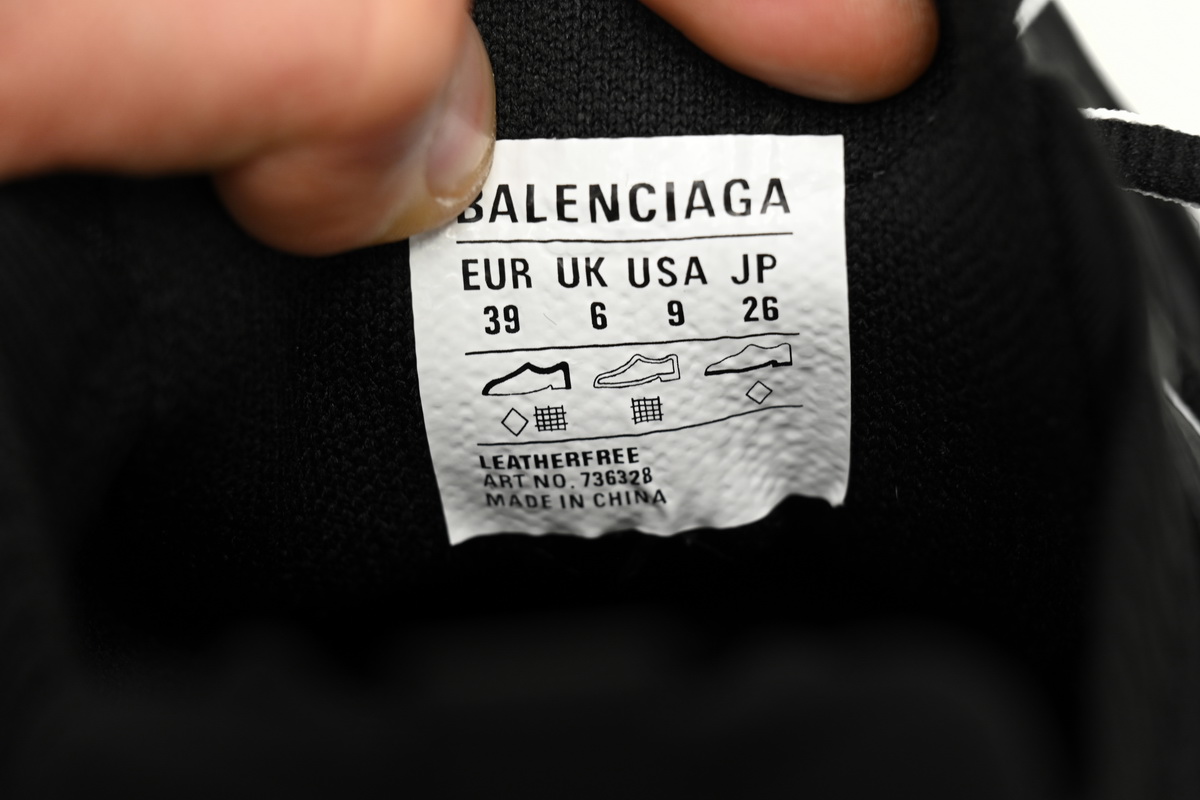 BALENCIAGA
EUR UK USA JP
39 6 9 26
LEATHERFREE
ART NO. 736328
MADE IN CHINA